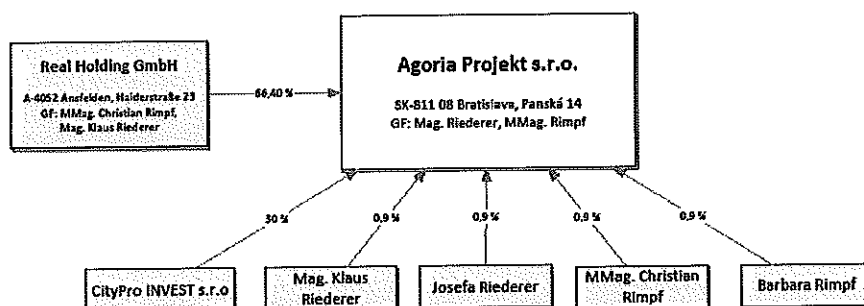 Real Holding GmbH
A-4052 Ansfelden, Haiderstraße 23
GF: MMag. Christian Rimpf,
Mag. Klaus Riederer
66,40 %
Agoria Projekt s.r.o.
SK-811 08 Bratislava, Panská 14
GF: Mag. Riederer, MMag. Rimpf
30 %
0,9 %
0,9 %
0,9 %
0,9 %
CityPro INVEST s.r.o
Mag. Klaus
Riederer
Josefa Riederer
MMag. Christian
Rimpf
Barbara Rimpf